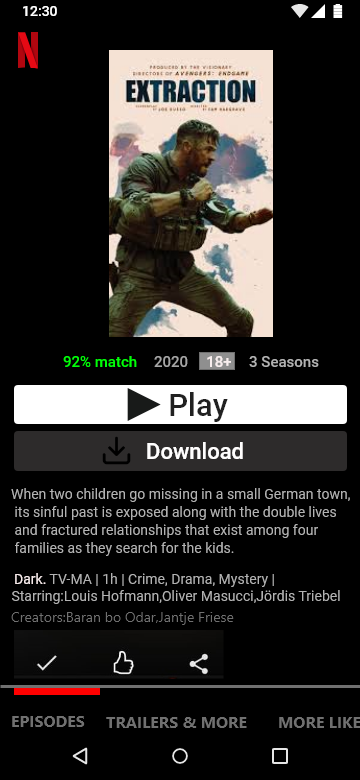 12:30
N
PRODUCED BY THE VISIONARY
DIRECTORS OF AVENGERS: ENDGAME
EXTRACTION
92% match 2020 18+ 3 Seasons
Play
Download
When two children go missing in a small German town,
its sinful past is exposed along with the double lives
and fractured relationships that exist among four
families as they search for the kids.
Dark. TV-MA | 1h | Crime, Drama, Mystery |
Starring:Louis Hofmann,Oliver Masucci,Jördis Triebel
Creators:Baran bo Odar,Jantje Friese
EPISODES TRAILERS & MORE MORE LIKE